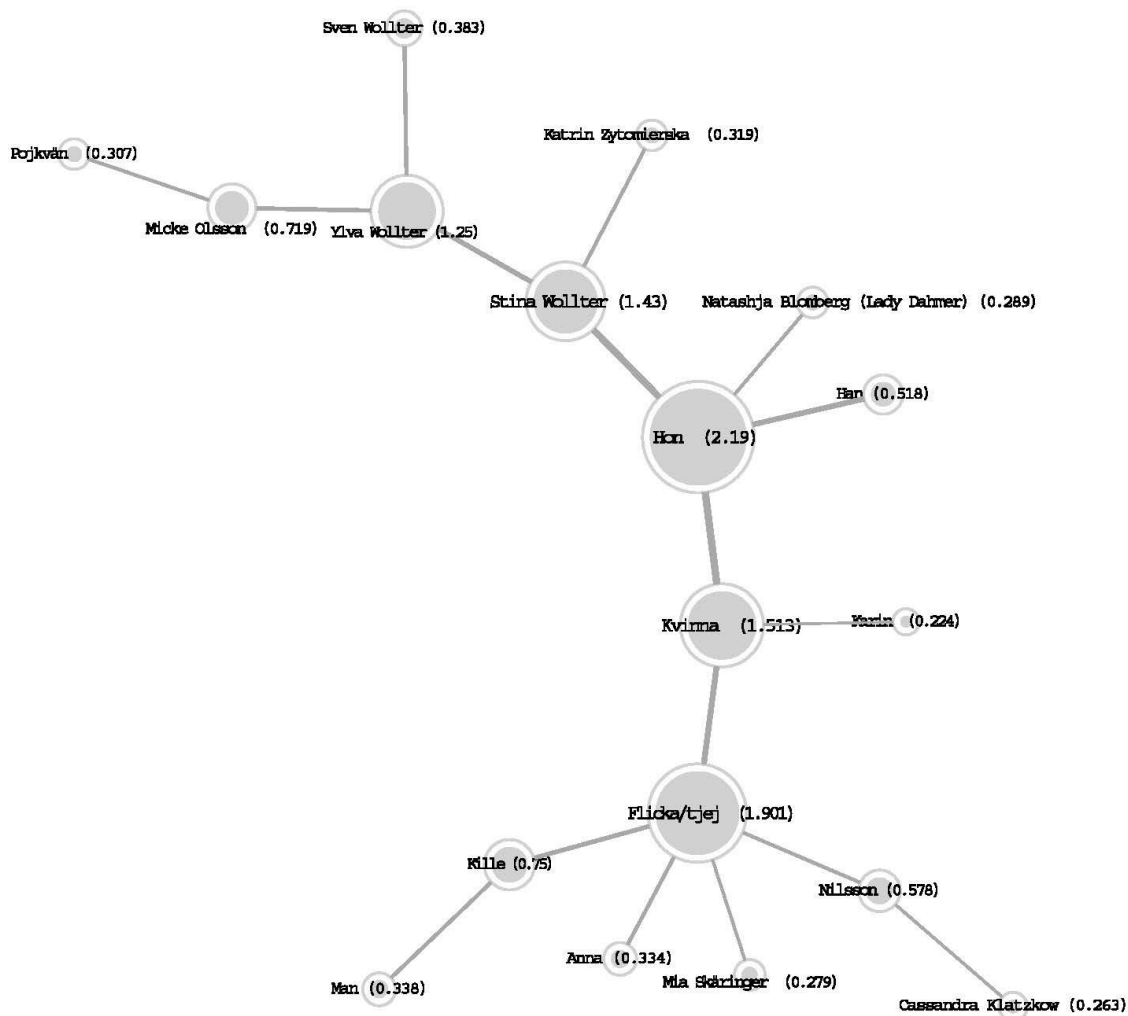 Sven Wollter (0.383)
Katrin Zytomierska (0.319)
Pojkvän (0.307)
Micke Olsson (0.719)
Ylva Wollter (1.25)
Stina Wollter (1.43)
Natashja Blomberg (Lady Dahmer) (0.289)
Han (0.518)
Hon (2.19)
Kvinna (1.513)
Karin (0.224)
Flicka/tjej (1.901)
Kille (0.75)
Nilsson (0.578)
Anna (0.334)
Mia Skäringer (0.279)
Man (0.338)
Cassandra Klatzkow (0.263)